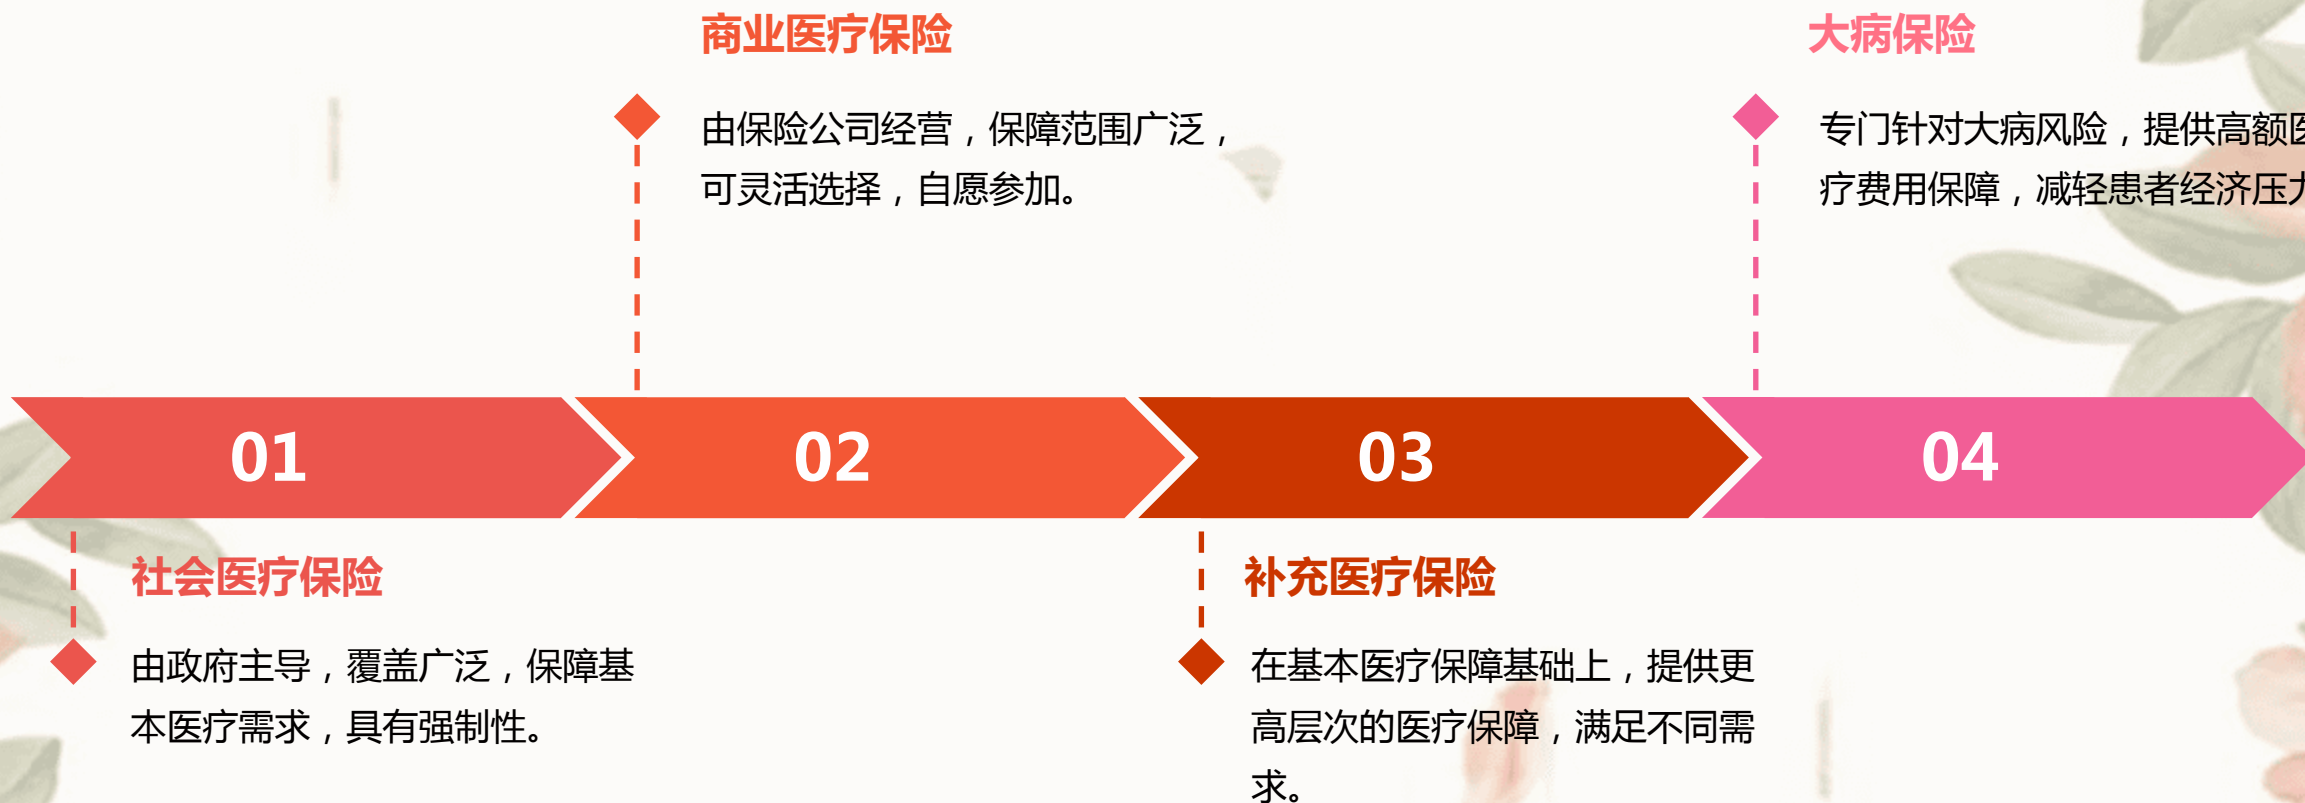 商业医疗保险
由保险公司经营，保障范围广泛，
可灵活选择，自愿参加。
大病保险
专门针对大病风险，提供高额医
疗费用保障，减轻患者经济压力
01
02
03
04
社会医疗保险
由政府主导，覆盖广泛，保障基
本医疗需求，具有强制性。
补充医疗保险
在基本医疗保障基础上，提供更
高层次的医疗保障，满足不同需
求。